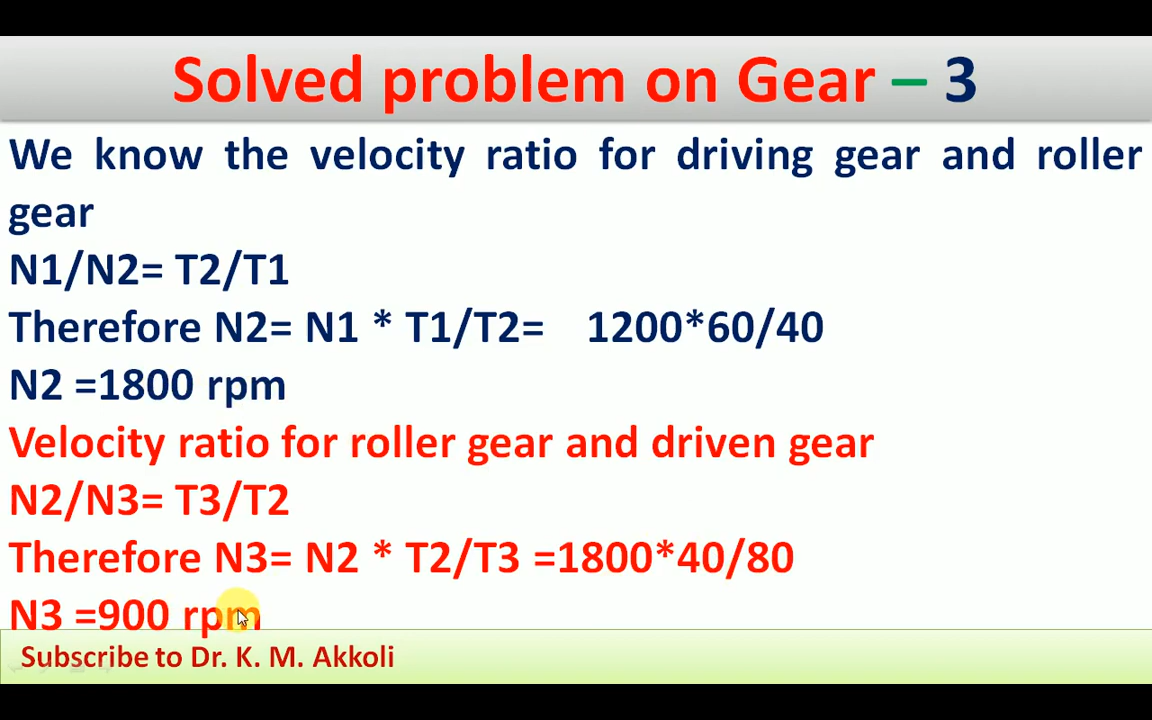 Solved problem on Gear – 3
We know the velocity ratio for driving gear and roller
gear
N1/N2= T2/T1
Therefore N2= N1 * T1/T2= 1200*60/40
N2 =1800 rpm
Velocity ratio for roller gear and driven gear
N2/N3= T3/T2
Therefore N3= N2 * T2/T3 =1800*40/80
N3 =900 rpm
Subscribe to Dr. K. M. Akkoli